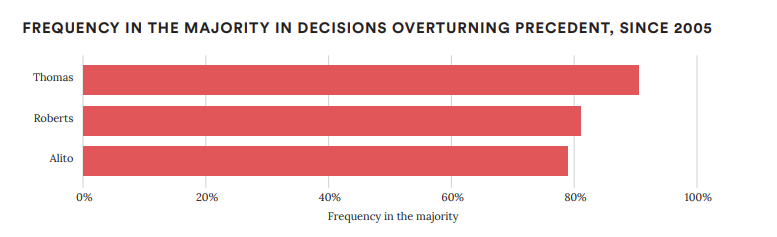 FREQUENCY IN THE MAJORITY IN DECISIONS OVERTURNING PRECEDENT, SINCE 2005
Thomas
Roberts
Alito
0% 20% 40% 60% 80% 100%
Frequency in the majority